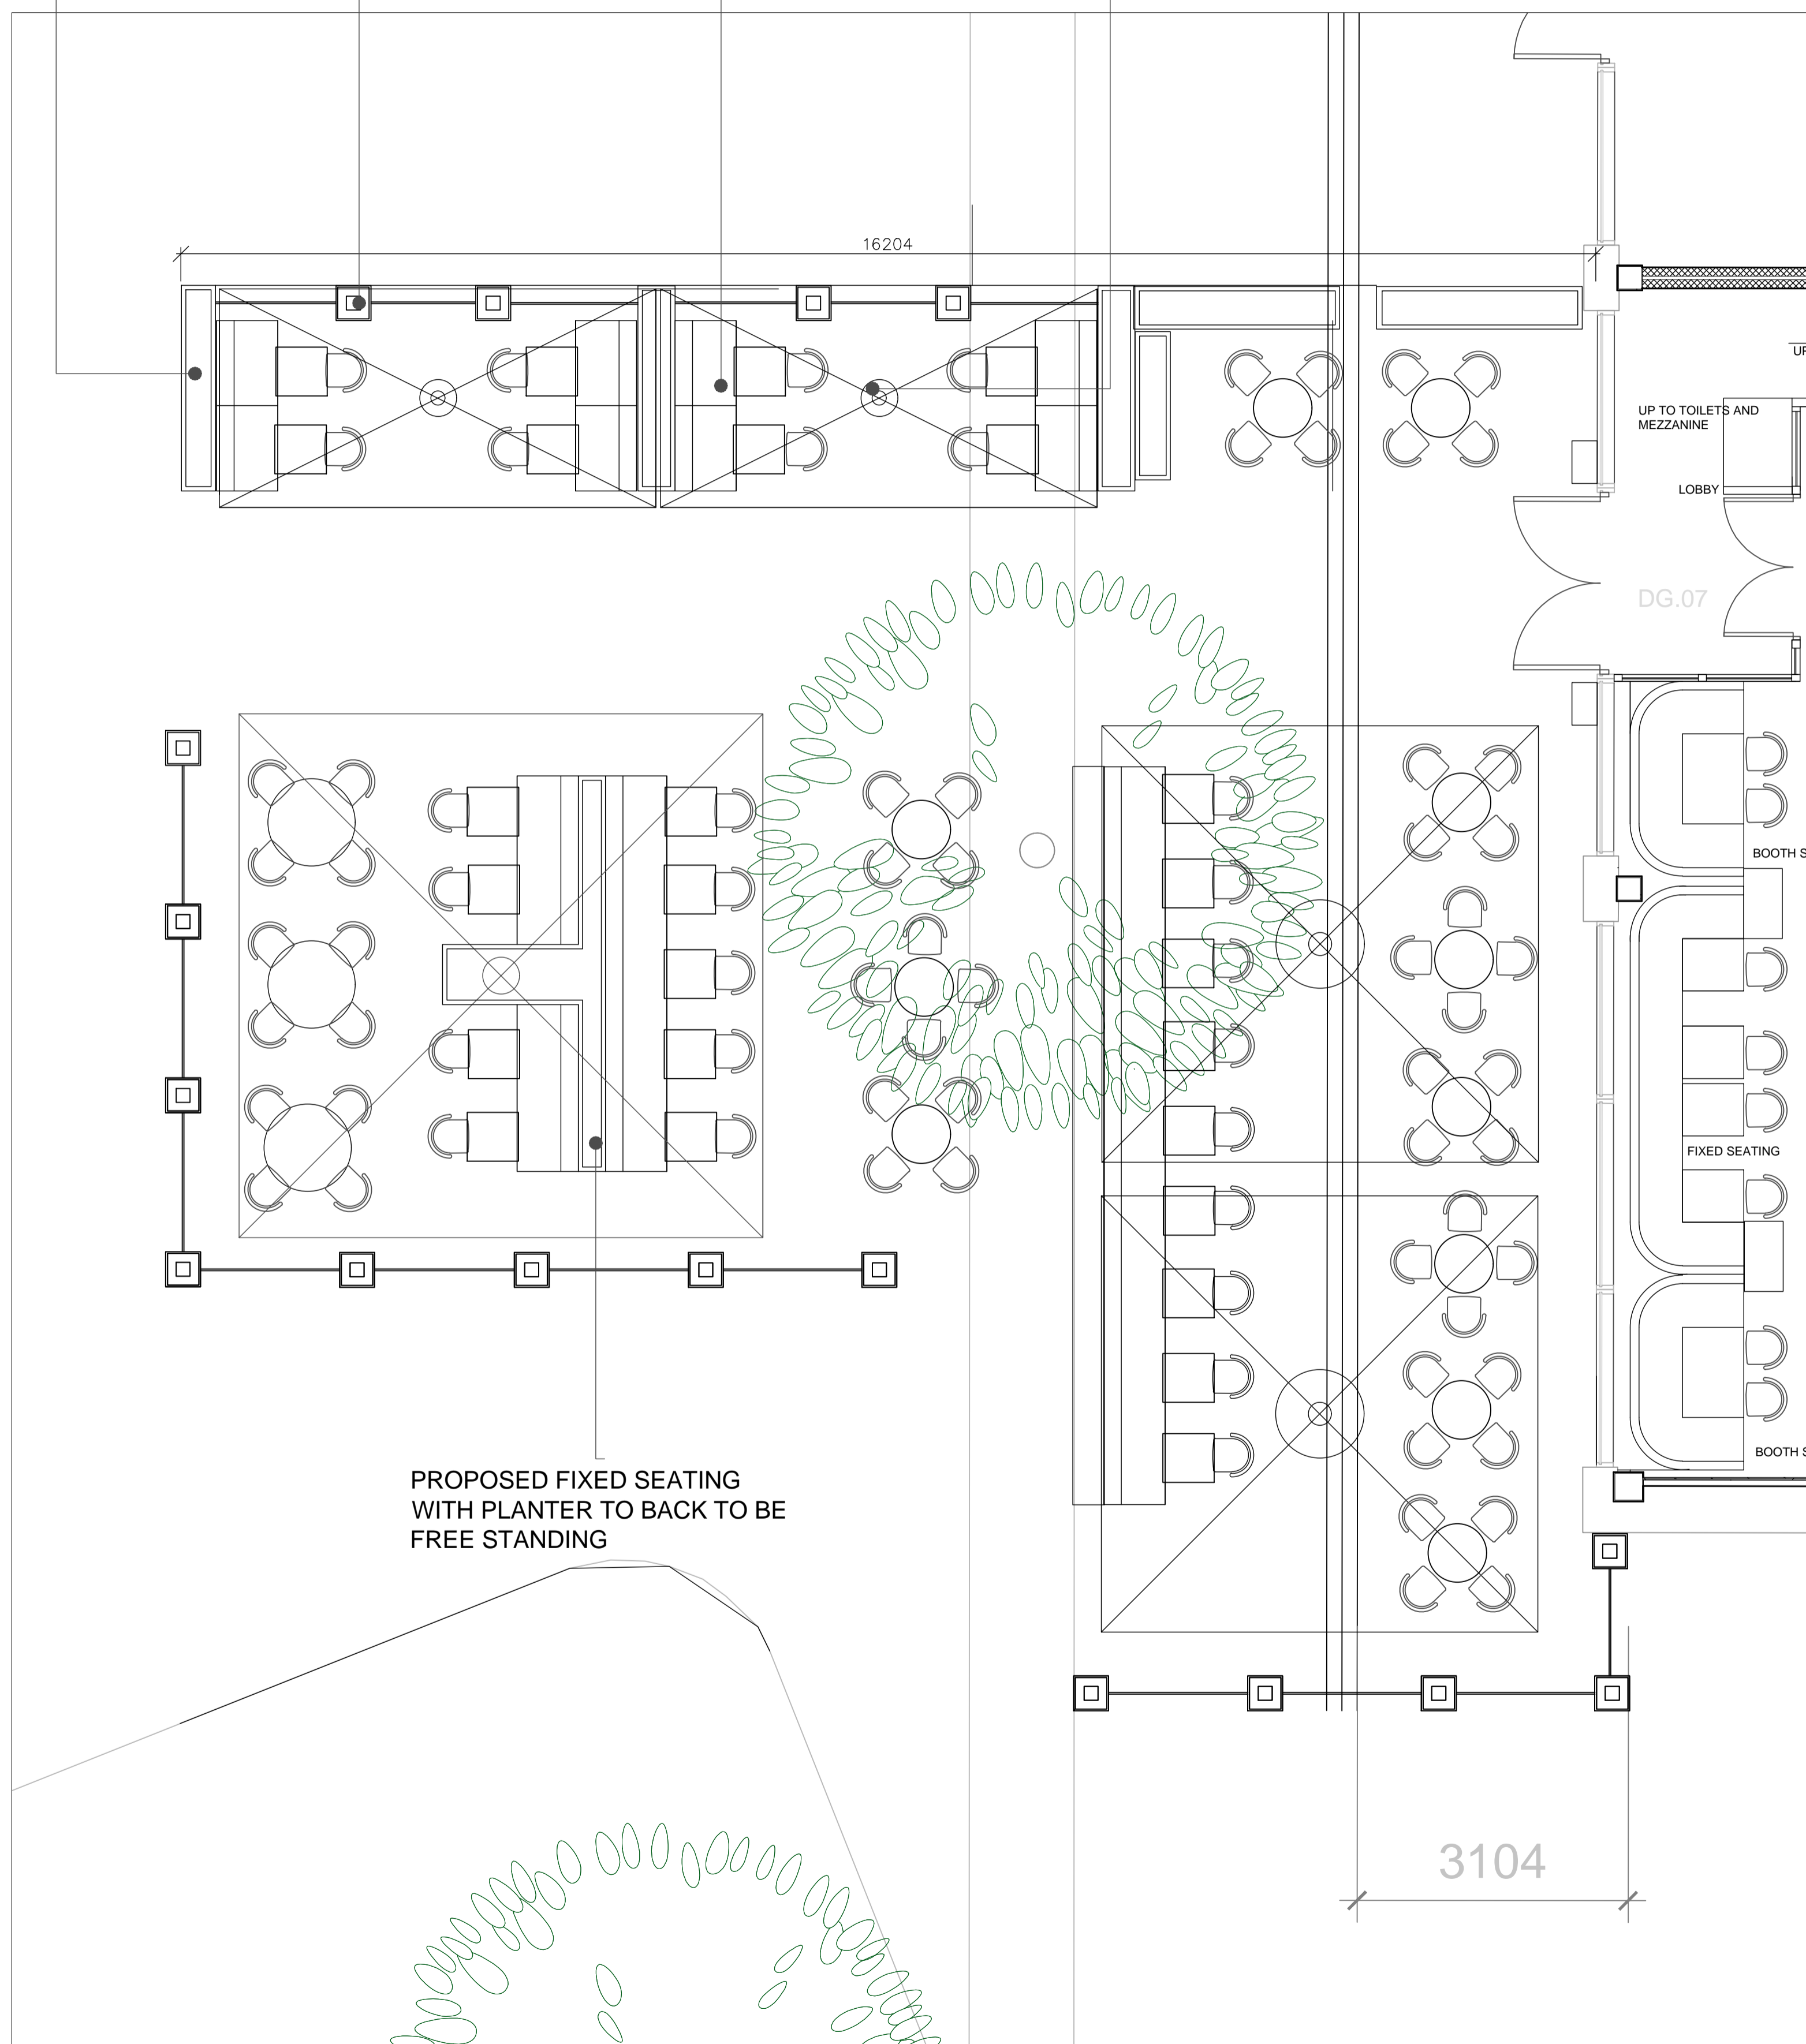 16204
UP TO TOILETS AND
MEZZANINE
LOBBY
DG.07
BOOTH
FIXED SEATING
BOOTH
PROPOSED FIXED SEATING
WITH PLANTER TO BACK TO BE
FREE STANDING
3104